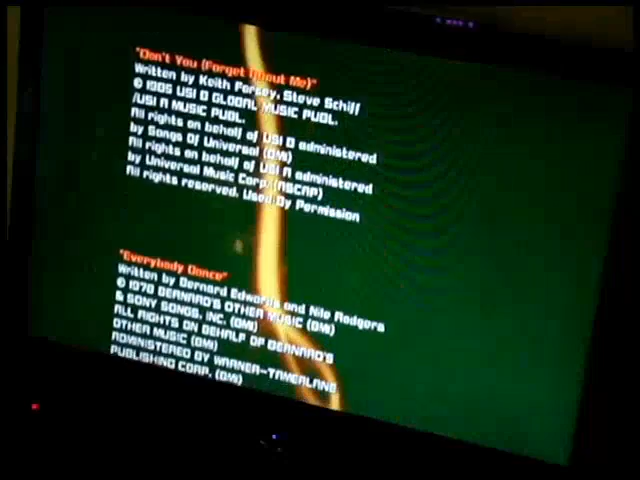 "Don't You (Forget About Me)"
Written by Keith Forsey, Steve Schiff
© 1985 USI B GLOBAL MUSIC PUBL.
/USI A MUSIC PUBL.
All rights on behalf of USI B administered
by Songs Of Universal (BMI)
All rights on behalf of USI A administered
by Universal Music Corp. (ASCAP)
All rights reserved. Used By Permission
"Everybody Dance"
Written by Bernard Edwards and Nile Rodgers
© 1978 BERNARD'S OTHER MUSIC (BMI)
& SONY SONGS, INC. (BMI)
ALL RIGHTS ON BEHALF OF BERNARD'S
OTHER MUSIC (BMI)
ADMINISTERED BY WARNER-TAMERLANE
PUBLISHING CORP. (BMI)